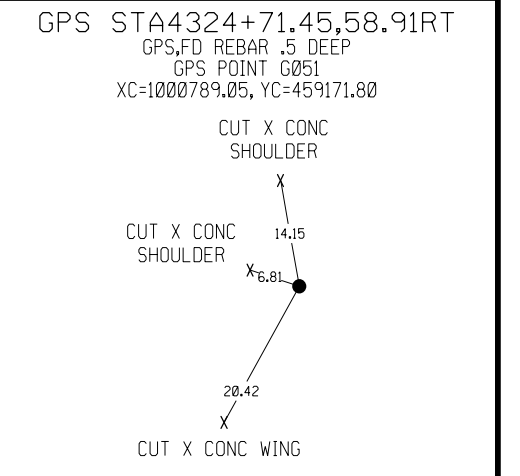 GPS STA4324+71.45,58.91RT
GPS,FD REBAR .5 DEEP
GPS POINT G051
XC=1000789.05, YC=459171.80
CUT X CONC
SHOULDER
X
14.15
CUT X CONC
SHOULDER
X
6.81
20.42
X
CUT X CONC WING